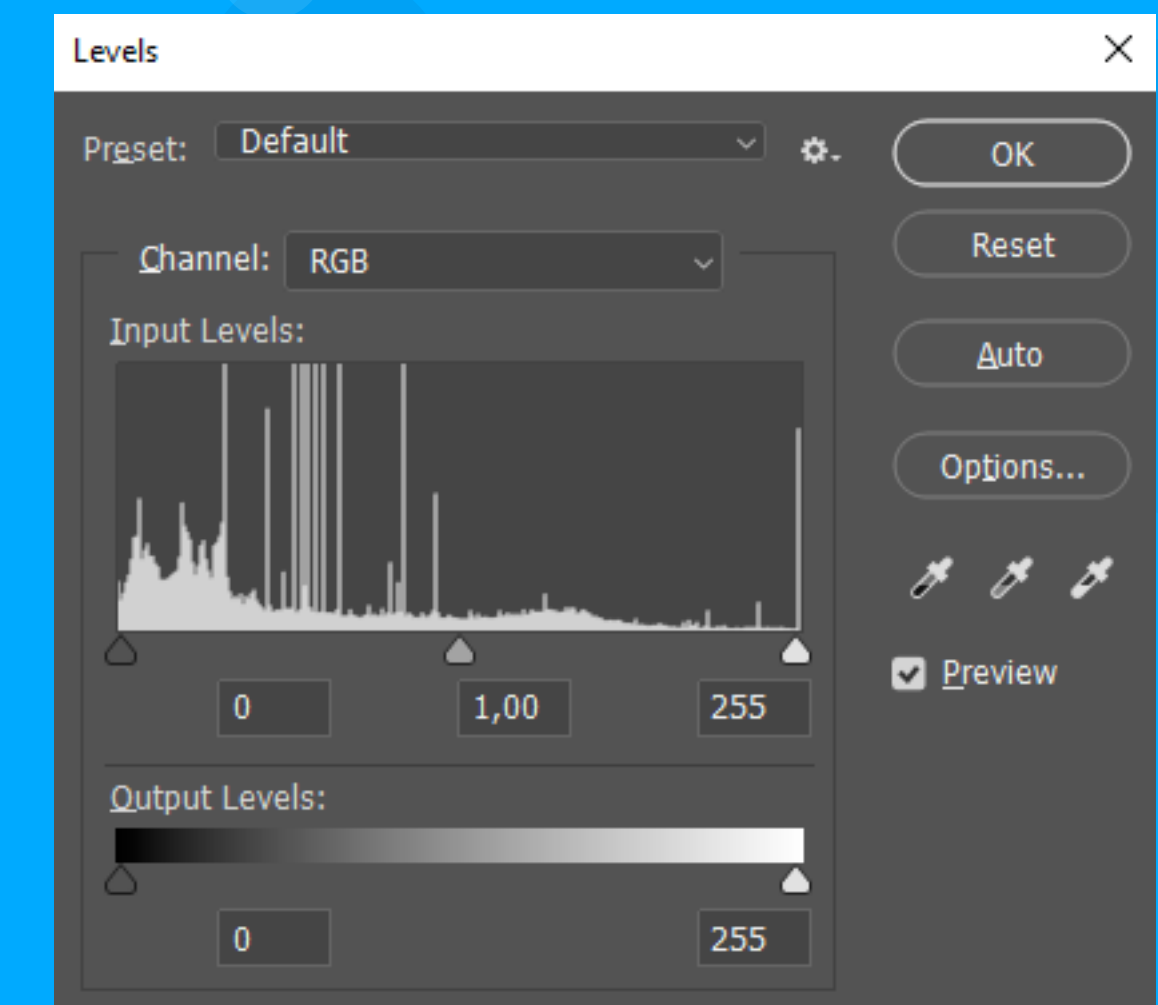 Levels
Preset: Default
OK
Channel: RGB
Reset
Input Levels:
Auto
Options...
0 1,00 255
Preview
Output Levels:
0 255